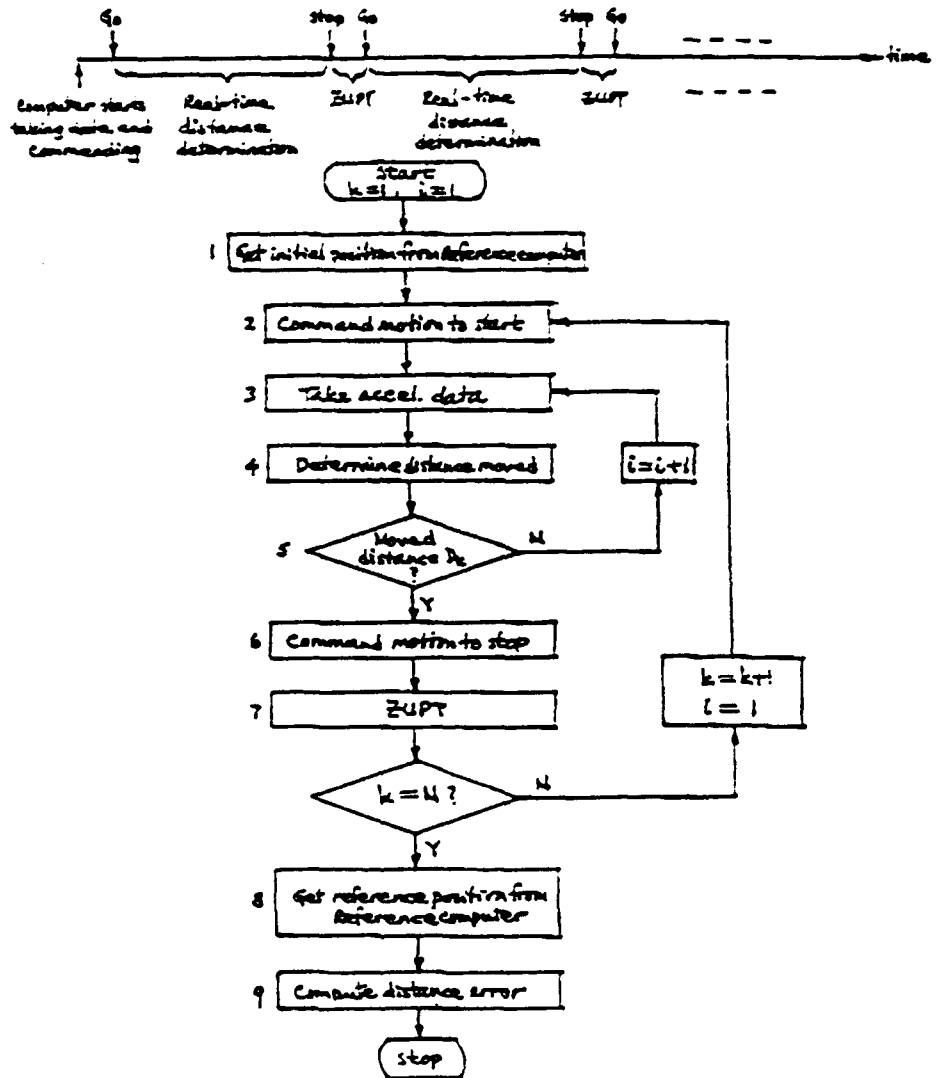 Go
Stop Go
Stop Go
time
Computer starts
taking data and
commanding
Real-time
distance
determination
ZUPT
Real-time
distance
determination
ZUPT
Start
k=1, i=1
1 Get initial position from Reference computer
2 Command motion to start
3 Take accel. data
4 Determine distance moved
i=i+1
5 Moved
distance Dk
?
N
Y
6 Command motion to stop
7 ZUPT
k=k+1
i=1
k=N?
N
Y
8 Get reference position from
Reference computer
9 Compute distance error
Stop